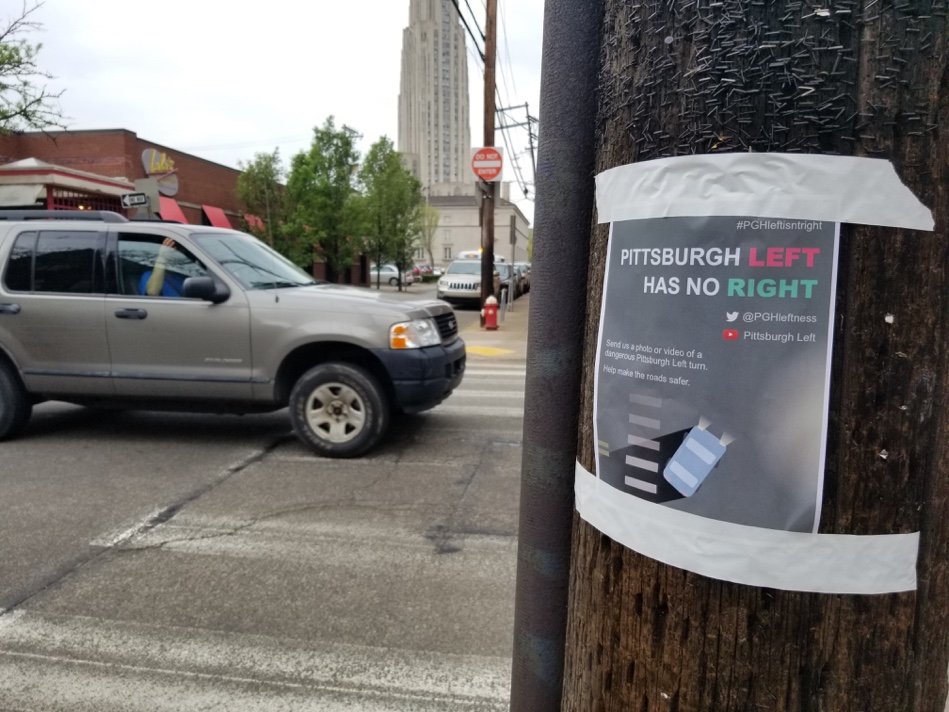 DO NOT
ENTER
#PGHleftisntright
PITTSBURGH LEFT
HAS NO RIGHT
@PGHleftness
Pittsburgh Left
Send us a photo or video of a
dangerous Pittsburgh Left turn.
Help make the roads safer.